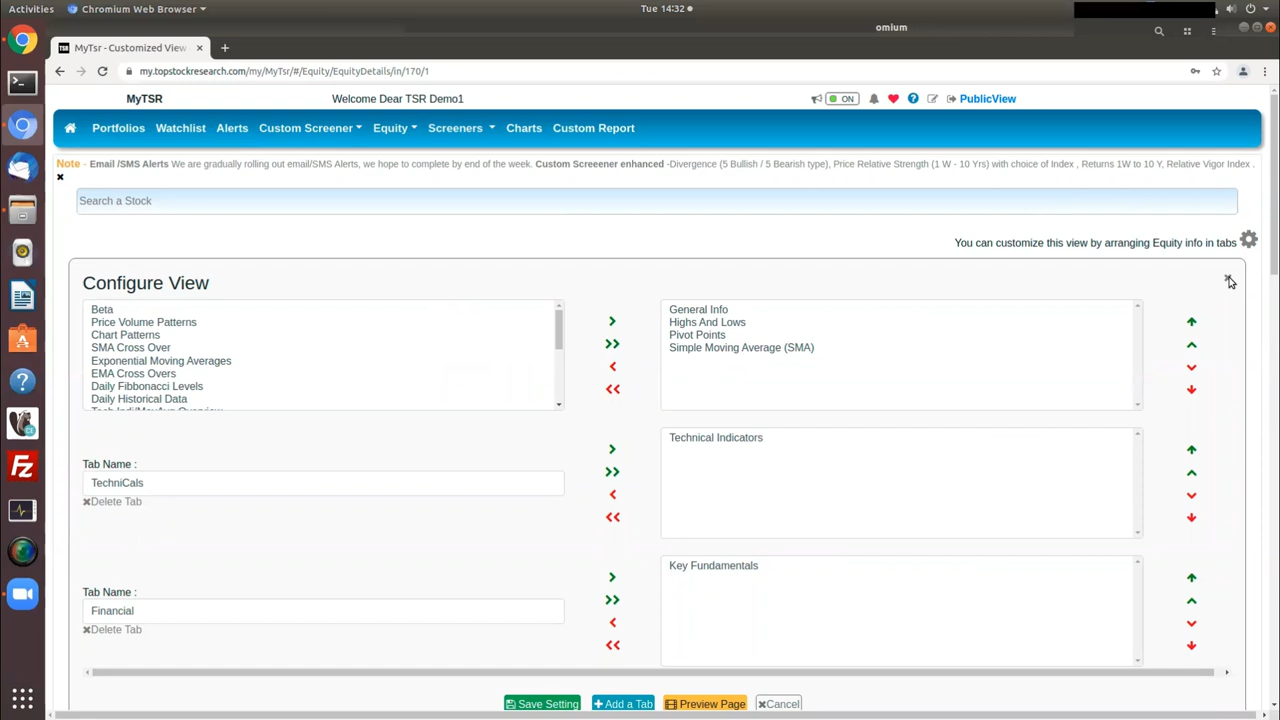 Activities
Chromium Web Browser
Tue 14:32
omium
MyTsr - Customized View
my.topstockresearch.com/my/MyTsr/#/Equity/EquityDetails/in/170/1
MyTSR
Welcome Dear TSR Demo1
ON
PublicView
Portfolios Watchlist Alerts Custom Screener Equity Screeners Charts Custom Report
Note - Email /SMS Alerts We are gradually rolling out email/SMS Alerts, we hope to complete by end of the week. Custom Screeener enhanced -Divergence (5 Bullish / 5 Bearish type), Price Relative Strength (1 W - 10 Yrs) with choice of Index , Returns 1W to 10 Y, Relative Vigor Index .
Search a Stock
You can customize this view by arranging Equity info in tabs
Configure View
Beta
Price Volume Patterns
Chart Patterns
SMA Cross Over
Exponential Moving Averages
EMA Cross Overs
Daily Fibbonacci Levels
Daily Historical Data
Tech Indi/MovAvg Overview
General Info
Highs And Lows
Pivot Points
Simple Moving Average (SMA)
Tab Name :
TechniCals
Delete Tab
Technical Indicators
Tab Name :
Financial
Delete Tab
Key Fundamentals
Save Setting
Add a Tab
Preview Page
Cancel